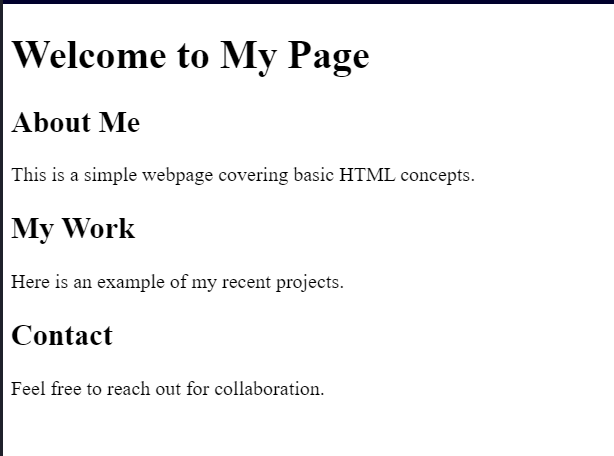 Welcome to My Page
About Me
This is a simple webpage covering basic HTML concepts.
My Work
Here is an example of my recent projects.
Contact
Feel free to reach out for collaboration.